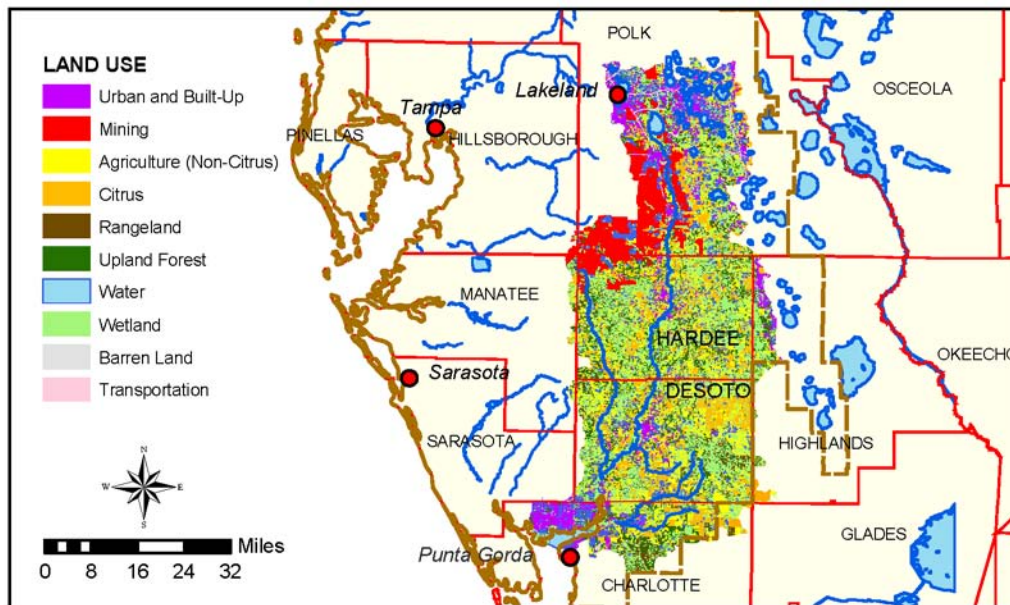 LAND USE
Urban and Built-Up
Mining
Agriculture (Non-Citrus)
Citrus
Rangeland
Upland Forest
Water
Wetland
Barren Land
Transportation
N
W E
S
Miles
0 8 16 24 32
POLK
OSCEOLA
Lakeland
Tampa
PINELLAS
HILLSBOROUGH
MANATEE
HARDEE
OKEECHO
Sarasota
DESOTO
SARASOTA
HIGHLANDS
GLADES
Punta Gorda
CHARLOTTE